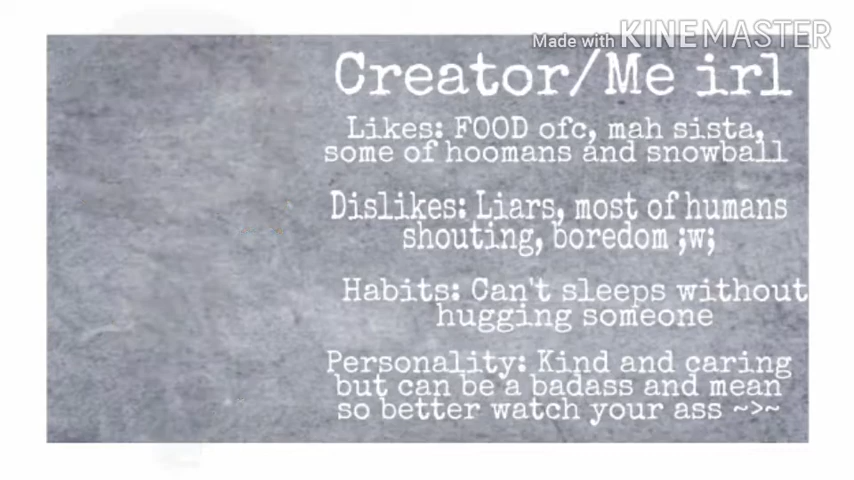 Made with KINEMASTER
Creator/Me irl
Likes: FOOD ofc, mah sista,
some of hoomans and snowball
Dislikes: Liars, most of humans
shouting, boredom ;w;
Habits: Can't sleeps without
hugging someone
Personality: Kind and caring
but can be a badass and mean
so better watch your ass ~>~